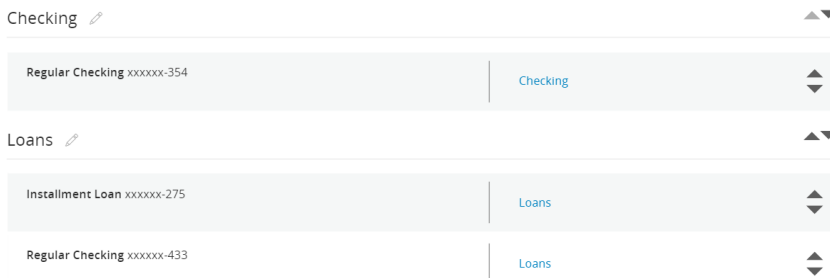 Checking
Regular Checking xxxxxx-354
Checking
Loans
Installment Loan xxxxxx-275
Loans
Regular Checking xxxxxx-433
Loans